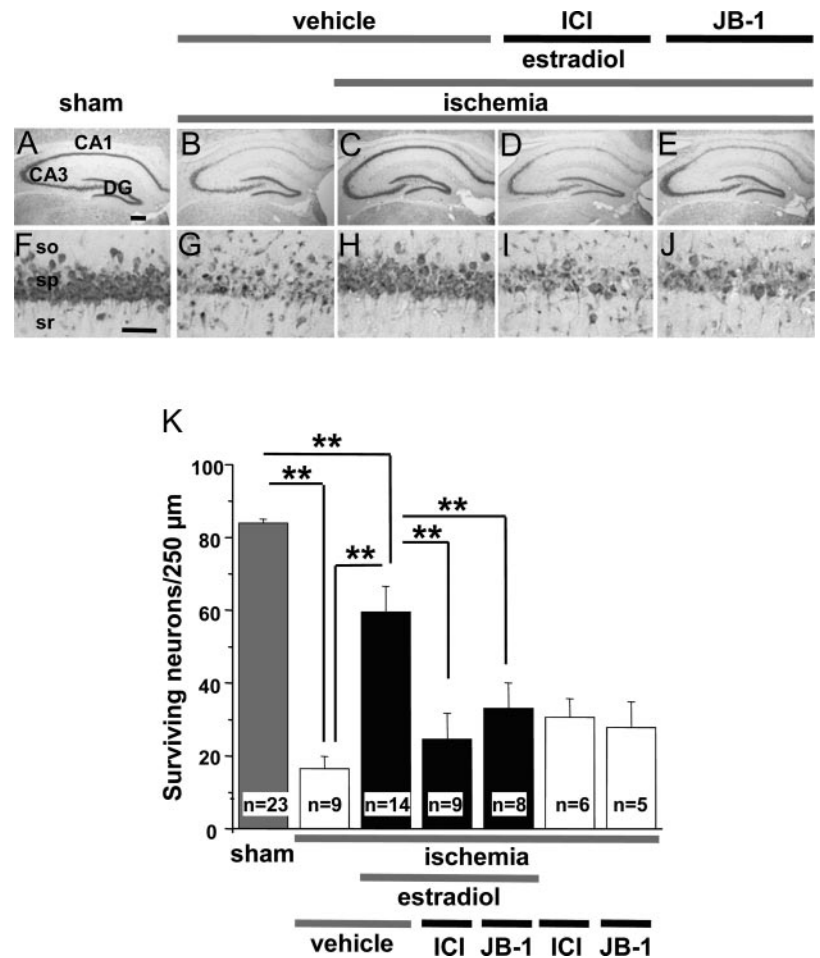 vehicle ICI JB-1
estradiol
sham ischemia
A CA1 CA3 DG B C D E
F so sp sr G H I J
K
** ** ** ** **
Surviving neurons/250 µm
100
80
60
40
20
0
n=23 n=9 n=14 n=9 n=8 n=6 n=5
sham ischemia
estradiol
vehicle ICI JB-1 ICI JB-1